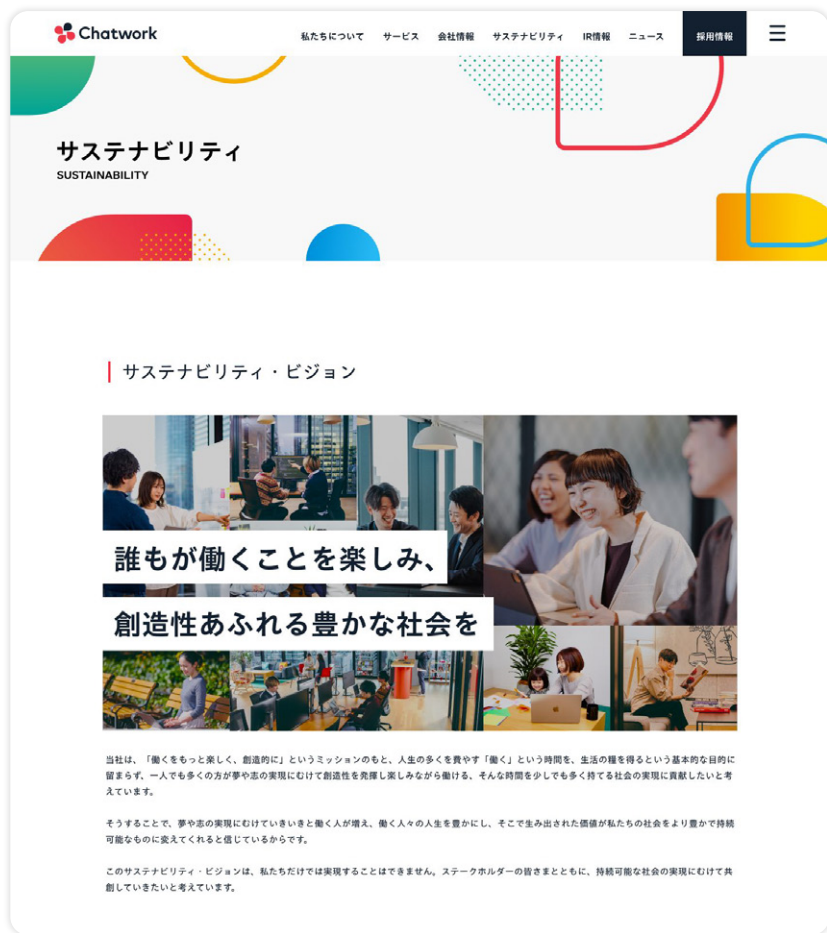 Chatwork
私たちについて サービス 会社情報 サステナビリティ IR情報 ニュース 採用情報
サステナビリティ
SUSTAINABILITY
サステナビリティ・ビジョン
誰もが働くことを楽しみ、
創造性あふれる豊かな社会を
当社は、「働くをもっと楽しく、創造的に」というミッションのもと、人生の多くを費やす「働く」という時間を、生活の糧を得るという基本的な目的に
留まらず、一人でも多くの方が夢や志の実現にむけて創造性を発揮し楽しみながら働ける、そんな時間を少しでも多く持てる社会の実現に貢献したいと考
えています。
そうすることで、夢や志の実現にむけていきいきと働く人が増え、働く人々の人生を豊かにし、そこで生み出された価値が私たちの社会をより豊かで持続
可能なものに変えてくれると信じているからです。
このサステナビリティ・ビジョンは、私たちだけでは実現することはできません。ステークホルダーの皆さまとともに、持続可能な社会の実現にむけて共
創していきたいと考えています。